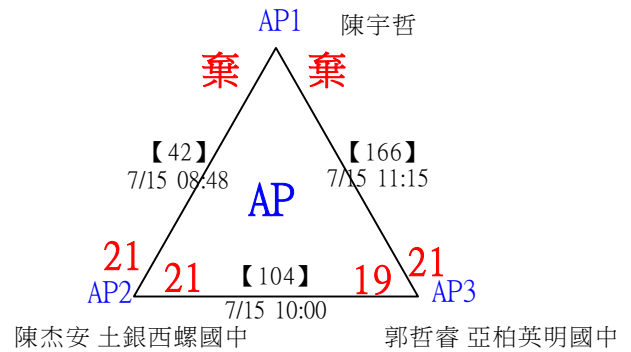 AP1 陳宇哲
棄 棄
【42】 【166】
7/15 08:48 7/15 11:15
AP
21 21
21 【104】 19
AP2 AP3
7/15 10:00
陳杰安 土銀西螺國中 郭哲睿 亞柏英明國中